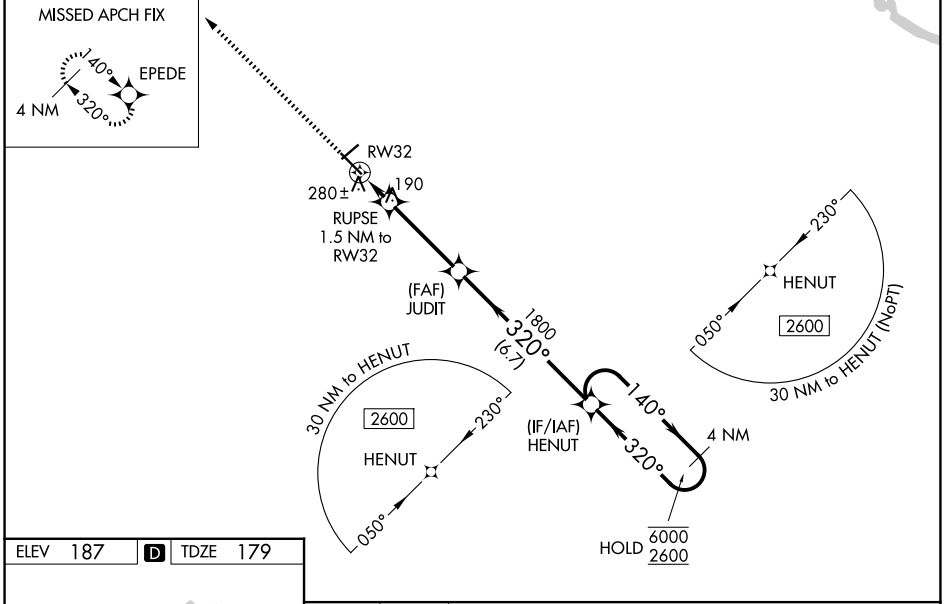 MISSED APCH FIX
140°
EPEDE
4 NM
320°
RW32
280±
190
RUPSE
1.5 NM to
RW32
(FAF)
JUDIT
1800
320°
(6.7)
230°
HENUT
2600
050°
30 NM to HENUT (NoPT)
30 NM to HENUT
2600
230°
HENUT
050°
(IF/IAF)
HENUT
140°
4 NM
320°
HOLD 6000
2600
ELEV 187 D TDZE 179